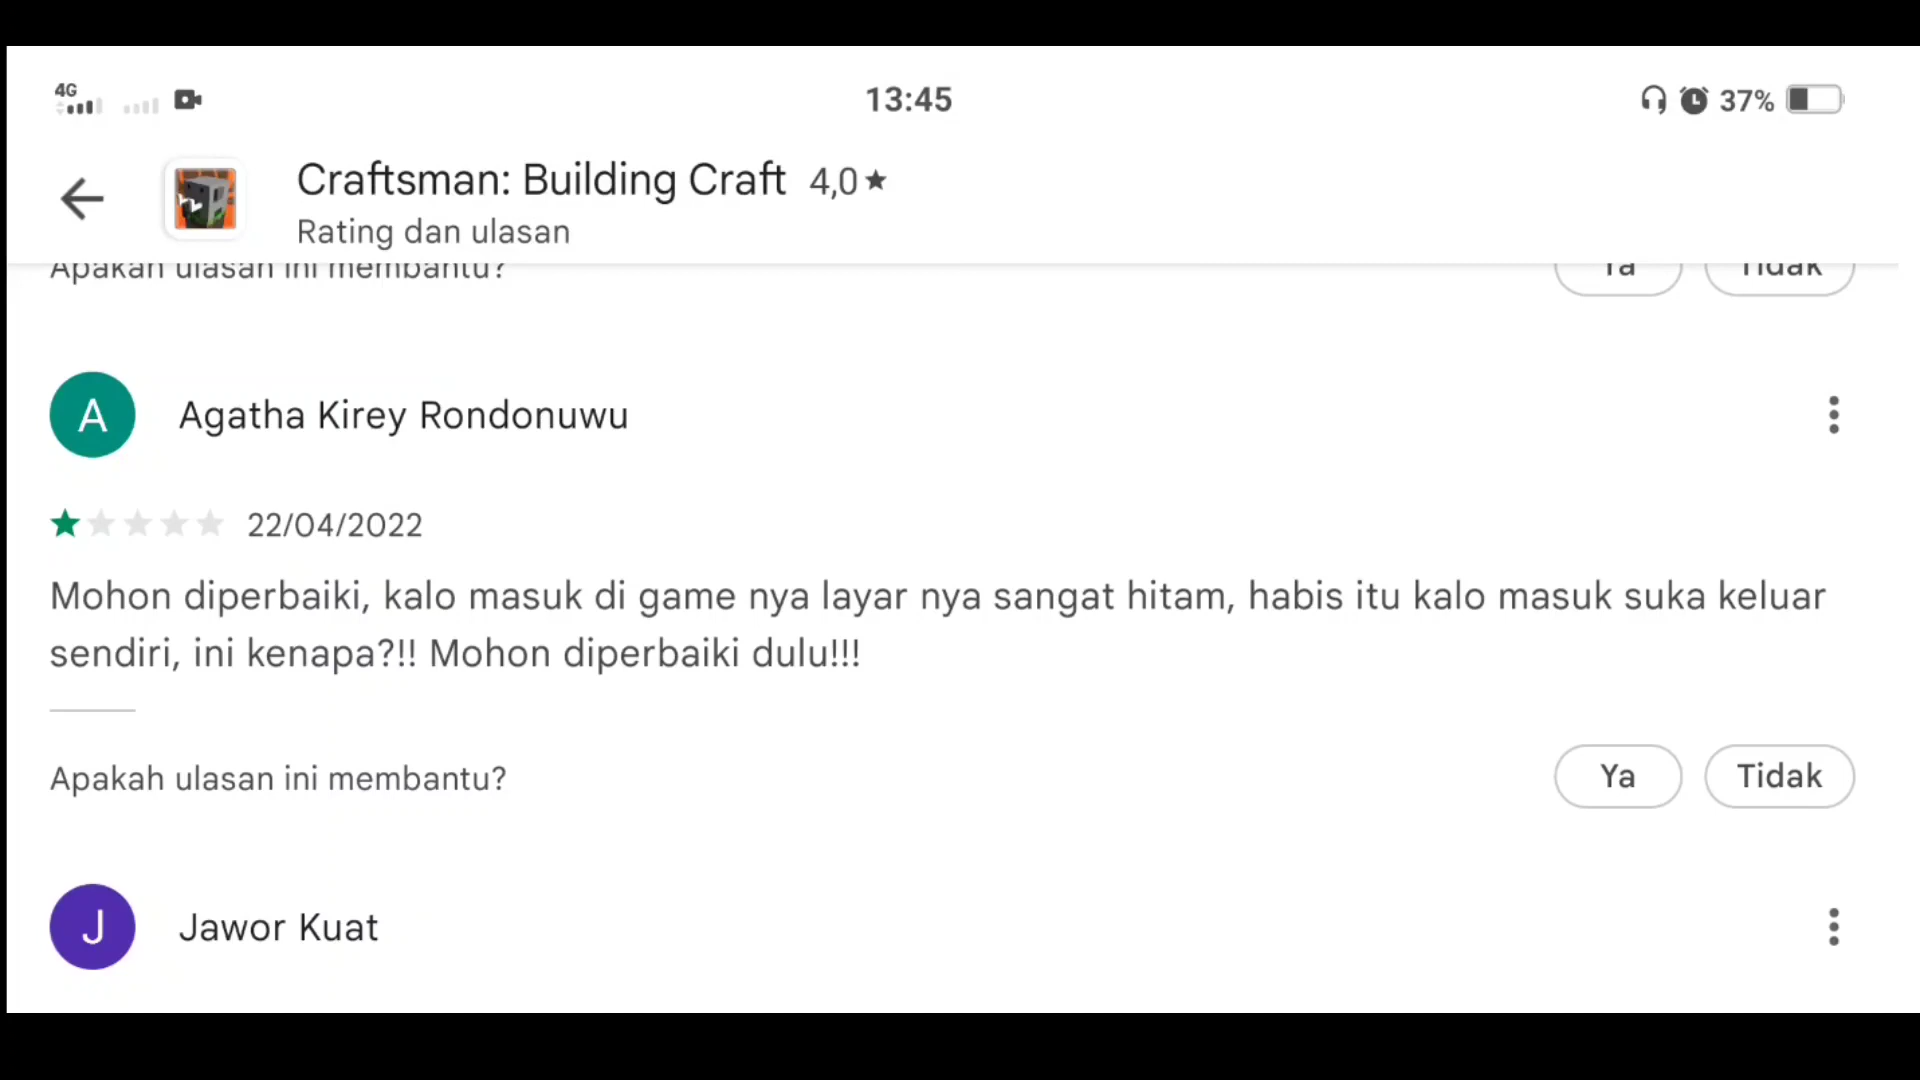 4G
13:45
37%
Craftsman: Building Craft 4,0★
Rating dan ulasan
Apakah ulasan ini membantu?
Ya Tidak
A
Agatha Kirey Rondonuwu
22/04/2022
Mohon diperbaiki, kalo masuk di game nya layar nya sangat hitam, habis itu kalo masuk suka keluar
sendiri, ini kenapa?!! Mohon diperbaiki dulu!!!
Apakah ulasan ini membantu?
Ya Tidak
J
Jawor Kuat